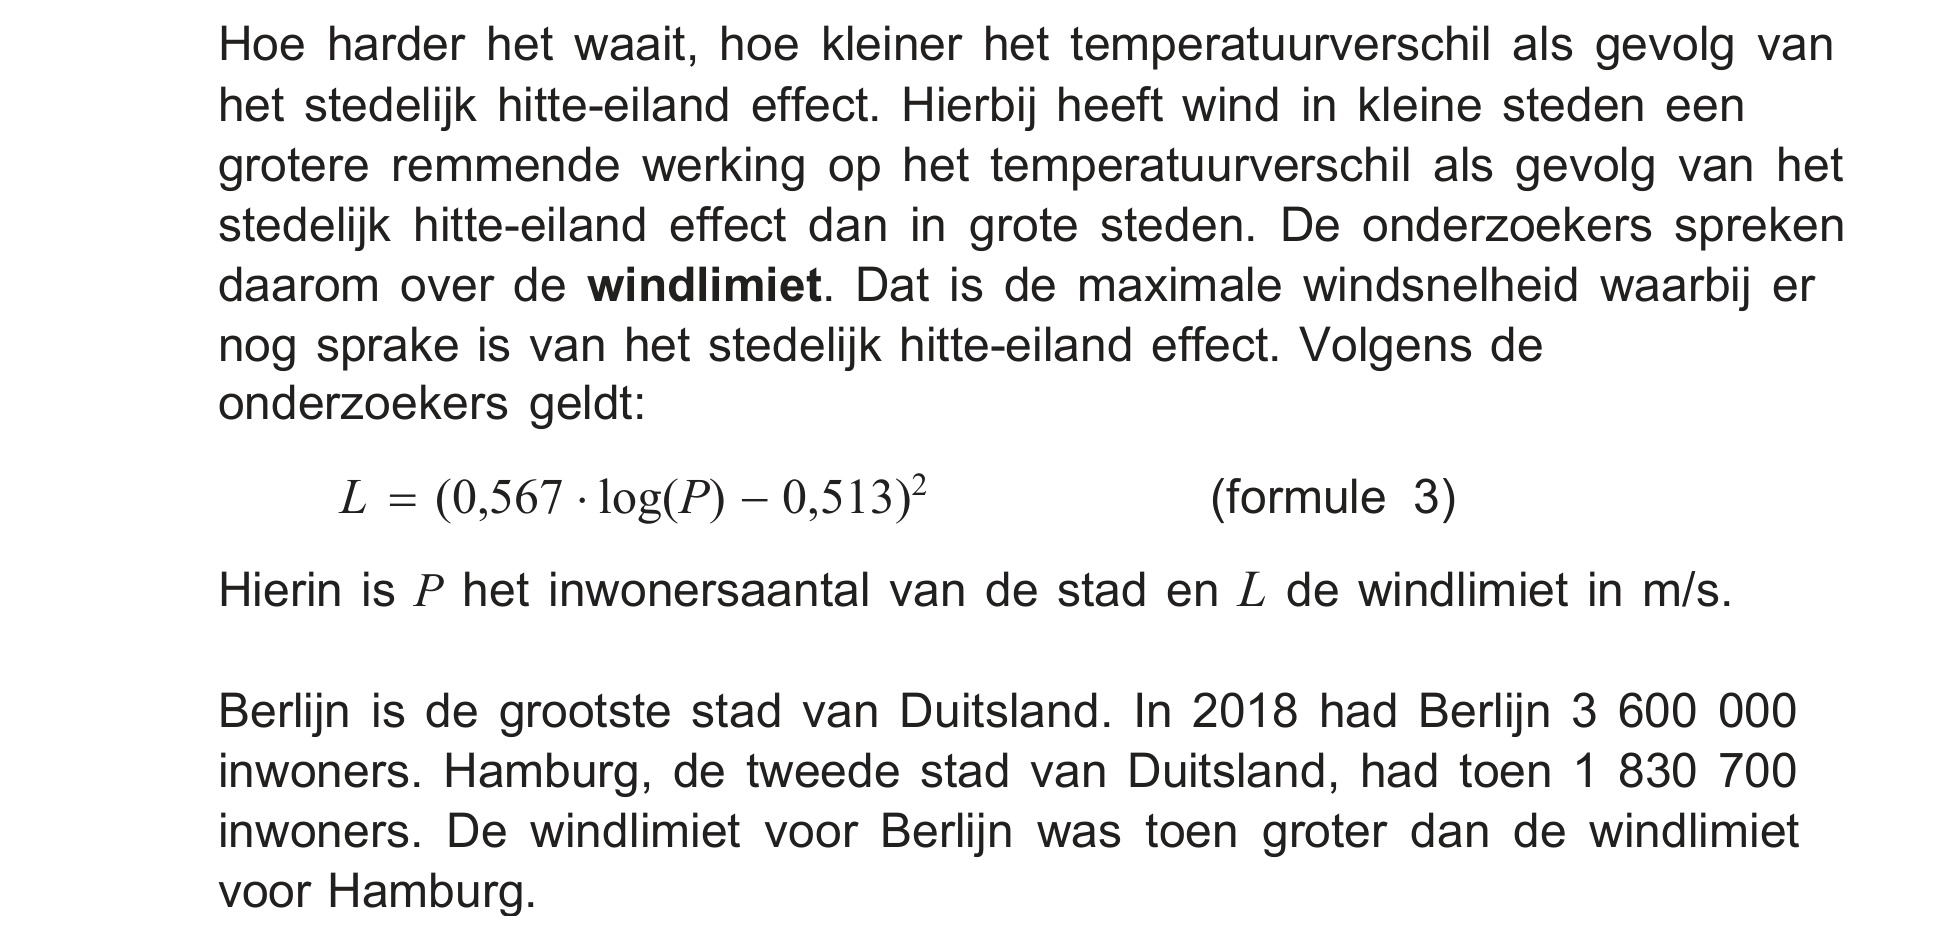 Hoe harder het waait, hoe kleiner het temperatuurverschil als gevolg van
het stedelijk hitte-eiland effect. Hierbij heeft wind in kleine steden een
grotere remmende werking op het temperatuurverschil als gevolg van het
stedelijk hitte-eiland effect dan in grote steden. De onderzoekers spreken
daarom over de windlimiet. Dat is de maximale windsnelheid waarbij er
nog sprake is van het stedelijk hitte-eiland effect. Volgens de
onderzoekers geldt:
L = (0,567 · log(P) − 0,513)² (formule 3)
Hierin is P het inwonersaantal van de stad en L de windlimiet in m/s.
Berlijn is de grootste stad van Duitsland. In 2018 had Berlijn 3 600 000
inwoners. Hamburg, de tweede stad van Duitsland, had toen 1 830 700
inwoners. De windlimiet voor Berlijn was toen groter dan de windlimiet
voor Hamburg.